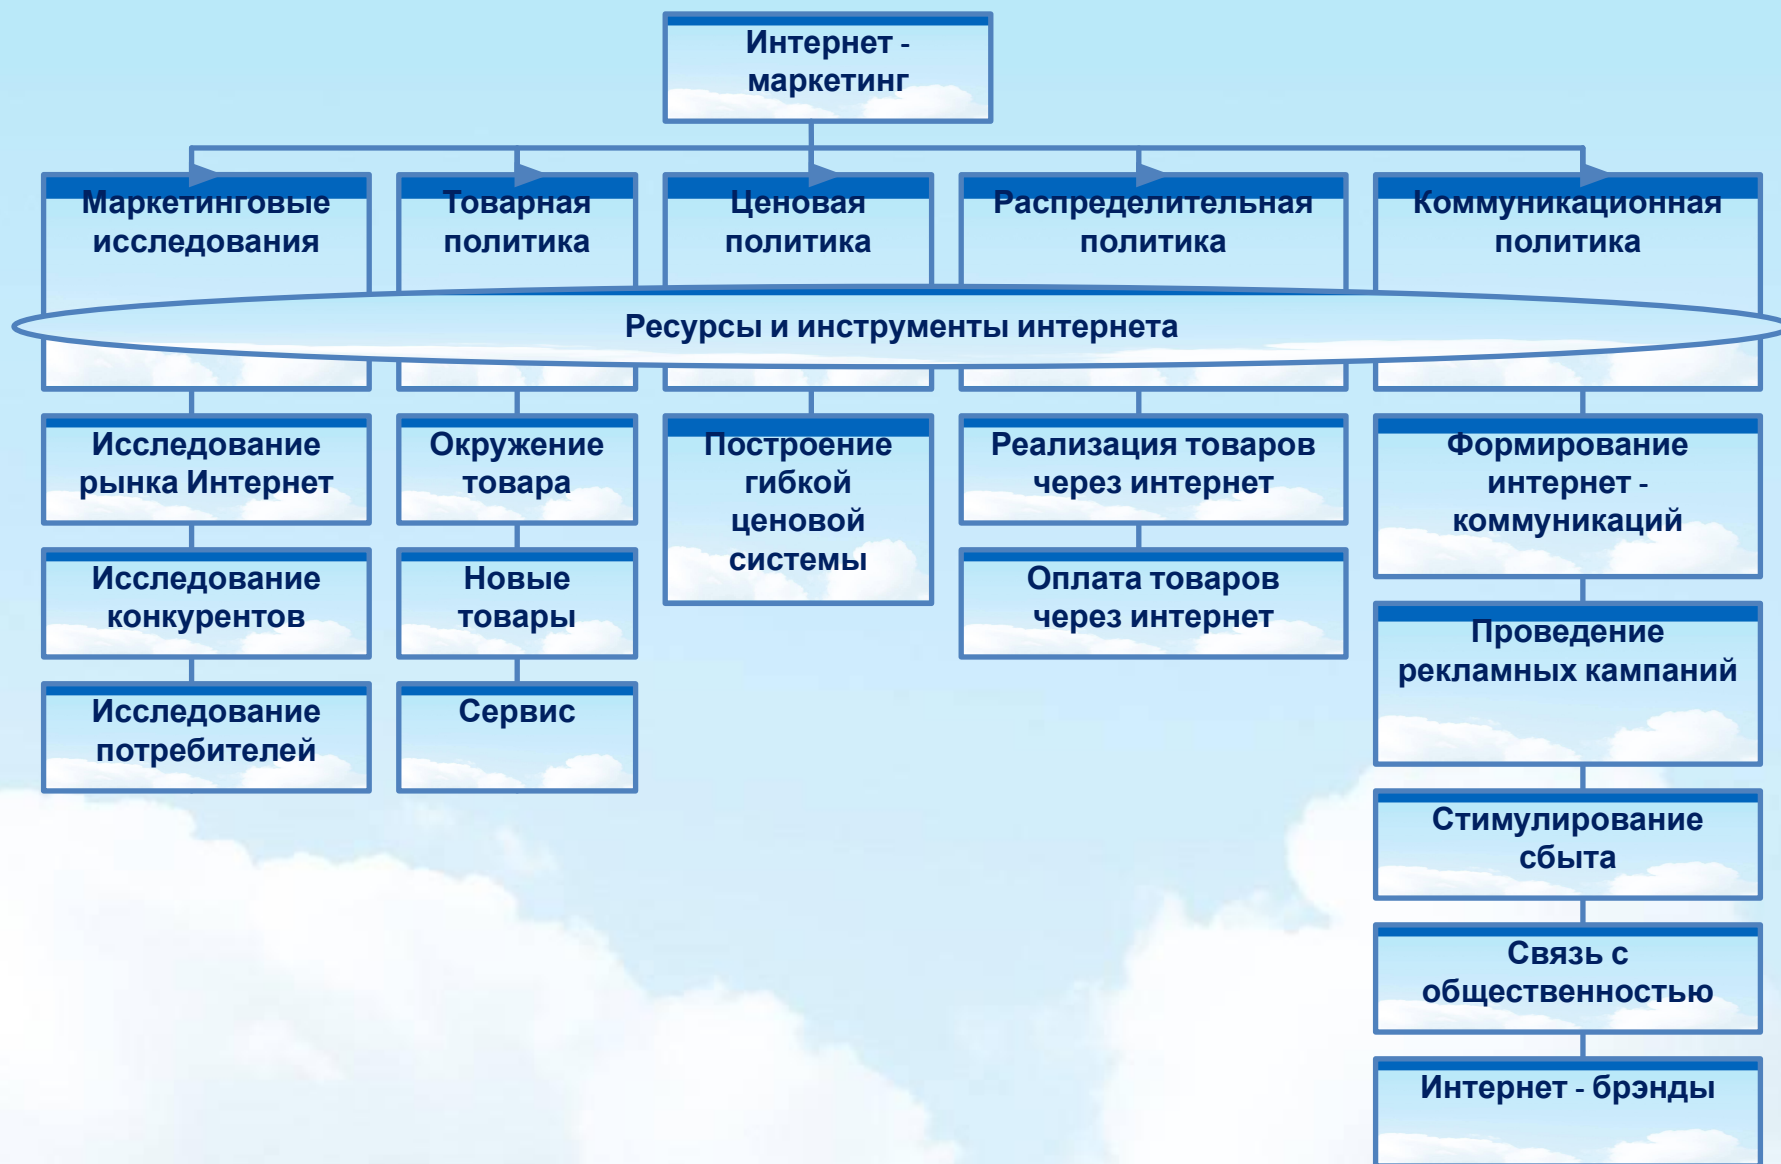 Интернет -
маркетинг
Маркетинговые
исследования
Товарная
политика
Ценовая
политика
Распределительная
политика
Коммуникационная
политика
Ресурсы и инструменты интернета
Исследование
рынка Интернет
Исследование
конкурентов
Исследование
потребителей
Окружение
товара
Новые
товары
Сервис
Построение
гибкой
ценовой
системы
Реализация товаров
через интернет
Оплата товаров
через интернет
Формирование
интернет -
коммуникаций
Проведение
рекламных кампаний
Стимулирование
сбыта
Связь с
общественностью
Интернет - брэнды